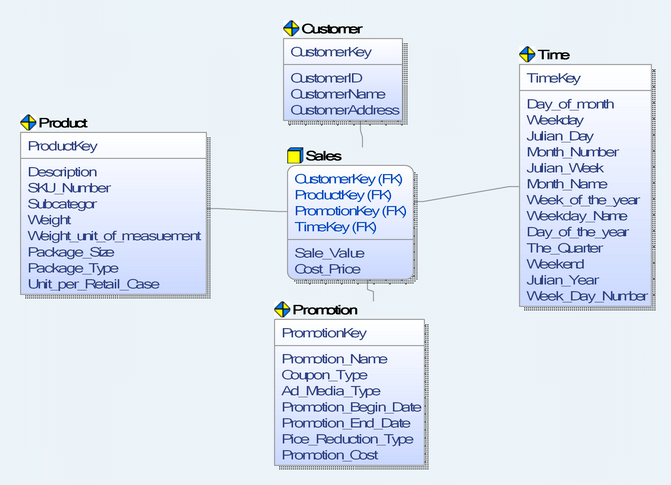 Customer
CustomerKey
CustomerID
CustomerName
CustomerAddress
Time
TimeKey
Day_of_month
Weekday
Julian_Day
Month_Number
Julian_Week
Month_Name
Week_of_the_year
Weekday_Name
Day_of_the_year
The_Quarter
Weekend
Julian_Year
Week_Day_Number
Product
ProductKey
Description
SKU_Number
Subcategor
Weight
Weight_unit_of_measuement
Package_Size
Package_Type
Unit_per_Retail_Case
Sales
CustomerKey (FK)
ProductKey (FK)
PromotionKey (FK)
TimeKey (FK)
Sale_Value
Cost_Price
Promotion
PromotionKey
Promotion_Name
Coupon_Type
Ad_Media_Type
Promotion_Begin_Date
Promotion_End_Date
Pice_Reduction_Type
Promotion_Cost